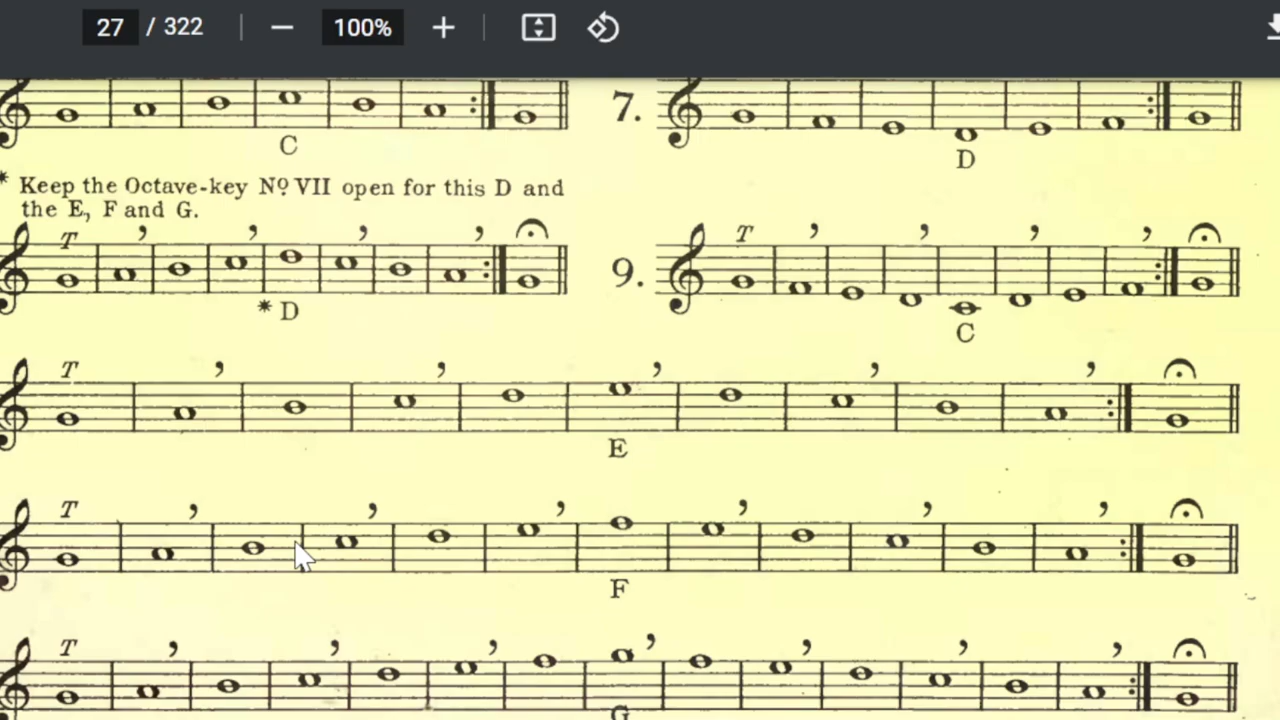 27 / 322 100%
7.
C D
* Keep the Octave-key No VII open for this D and
the E, F and G.
T T
9.
* D C
T
E
T
F
T
G